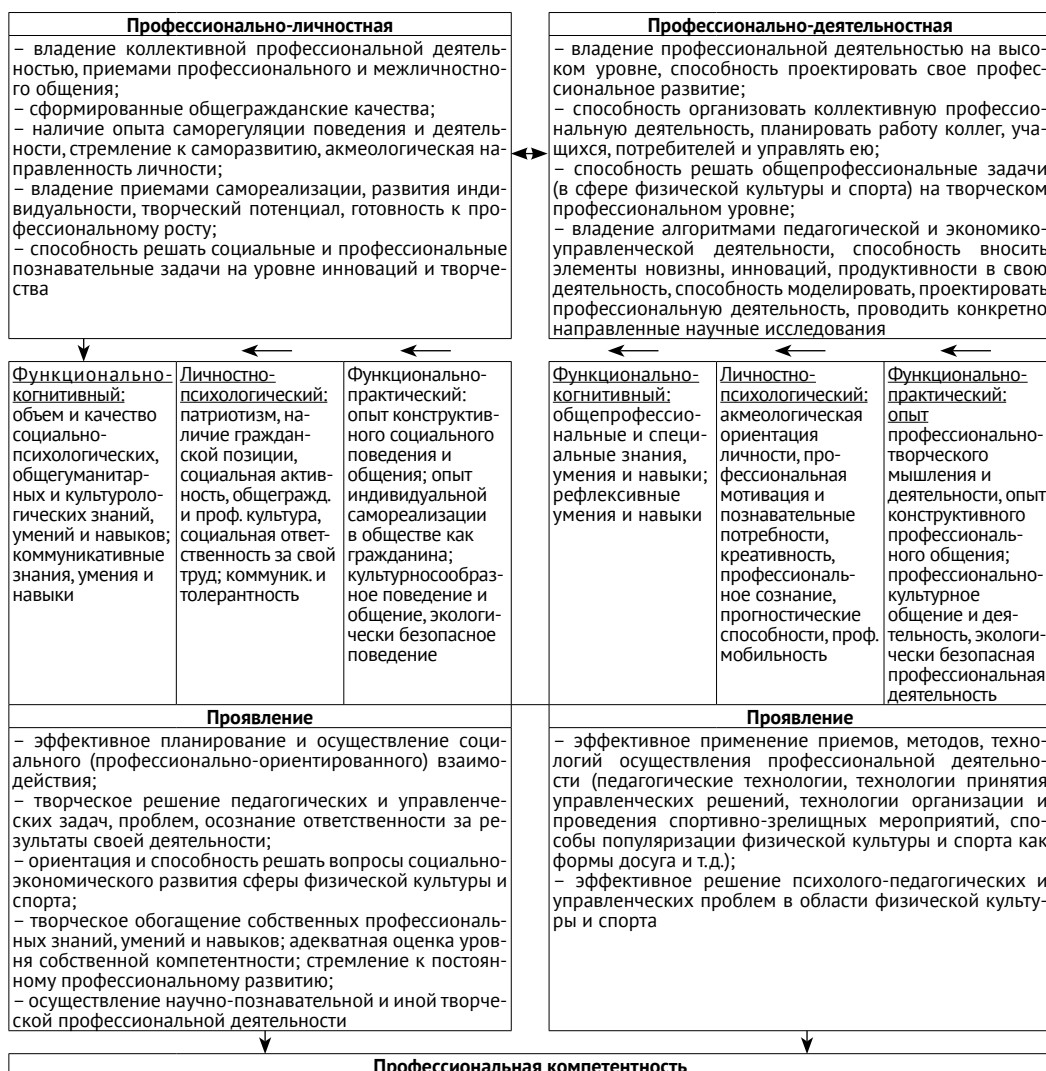 Профессионально-личностная
– владение коллективной профессиональной деятель-
ностью, приемами профессионального и межличностно-
го общения;
– сформированные общегражданские качества;
– наличие опыта саморегуляции поведения и деятель-
ности, стремление к саморазвитию, акмеологическая на-
правленность личности;
– владение приемами самореализации, развития инди-
видуальности, творческий потенциал, готовность к про-
фессиональному росту;
– способность решать социальные и профессиональные
познавательные задачи на уровне инноваций и творче-
ства
Профессионально-деятельностная
– владение профессиональной деятельностью на высо-
ком уровне, способность проектировать свое профес-
сиональное развитие;
– способность организовать коллективную профессио-
нальную деятельность, планировать работу коллег, уча-
щихся, потребителей и управлять ею;
– способность решать общепрофессиональные задачи
(в сфере физической культуры и спорта) на творческом
профессиональном уровне;
– владение алгоритмами педагогической и экономико-
управленческой деятельности, способность вносить
элементы новизны, инноваций, продуктивности в свою
деятельность, способность моделировать, проектировать
профессиональную деятельность, проводить конкретно
направленные научные исследования
Функционально-
когнитивный:
объем и качество
социально-
психологических,
общегуманитар-
ных и культуроло-
гических знаний,
умений и навыков;
коммуникативные
знания, умения и
навыки
Личностно-
психологический:
патриотизм, на-
личие граждан-
ской позиции,
социальная актив-
ность, общегражд.
и проф. культура,
социальная ответ-
ственность за свой
труд; коммуник. и
толерантность
Функционально-
практический:
опыт конструктив-
ного социального
поведения и
общения; опыт
индивидуальной
самореализации
в обществе как
гражданина;
культурносообраз-
ное поведение и
общение, экологи-
чески безопасное
поведение
Функционально-
когнитивный:
общепрофессио-
нальные и специ-
альные знания,
умения и навыки;
рефлексивные
умения и навыки
Личностно-
психологический:
акмеологическая
ориентация
личности, про-
фессиональная
мотивация и
познавательные
потребности,
креативность,
профессиональ-
ное сознание,
прогностические
способности, проф.
мобильность
Функционально-
практический:
опыт
профессионально-
творческого
мышления и
деятельности, опыт
конструктивного
профессиональ-
ного общения;
профессионально-
культурное
общение и дея-
тельность, экологи-
чески безопасная
профессиональная
деятельность
Проявление
– эффективное планирование и осуществление соци-
ального (профессионально-ориентированного) взаимо-
действия;
– творческое решение педагогических и управленче-
ских задач, проблем, осознание ответственности за ре-
зультаты своей деятельности;
– ориентация и способность решать вопросы социально-
экономического развития сферы физической культуры и
спорта;
– творческое обогащение собственных профессиональ-
ных знаний, умений и навыков; адекватная оценка уров-
ня собственной компетентности; стремление к постоян-
ному профессиональному развитию;
– осуществление научно-познавательной и иной творче-
ской профессиональной деятельности
Проявление
– эффективное применение приемов, методов, техно-
логий осуществления профессиональной деятельнос-
ти (педагогические технологии, технологии принятия
управленческих решений, технологии организации и
проведения спортивно-зрелищных мероприятий, спо-
собы популяризации физической культуры и спорта как
формы досуга и т.д.);
– эффективное решение психолого-педагогических и
управленческих проблем в области физической культу-
ры и спорта
Профессиональная компетентность